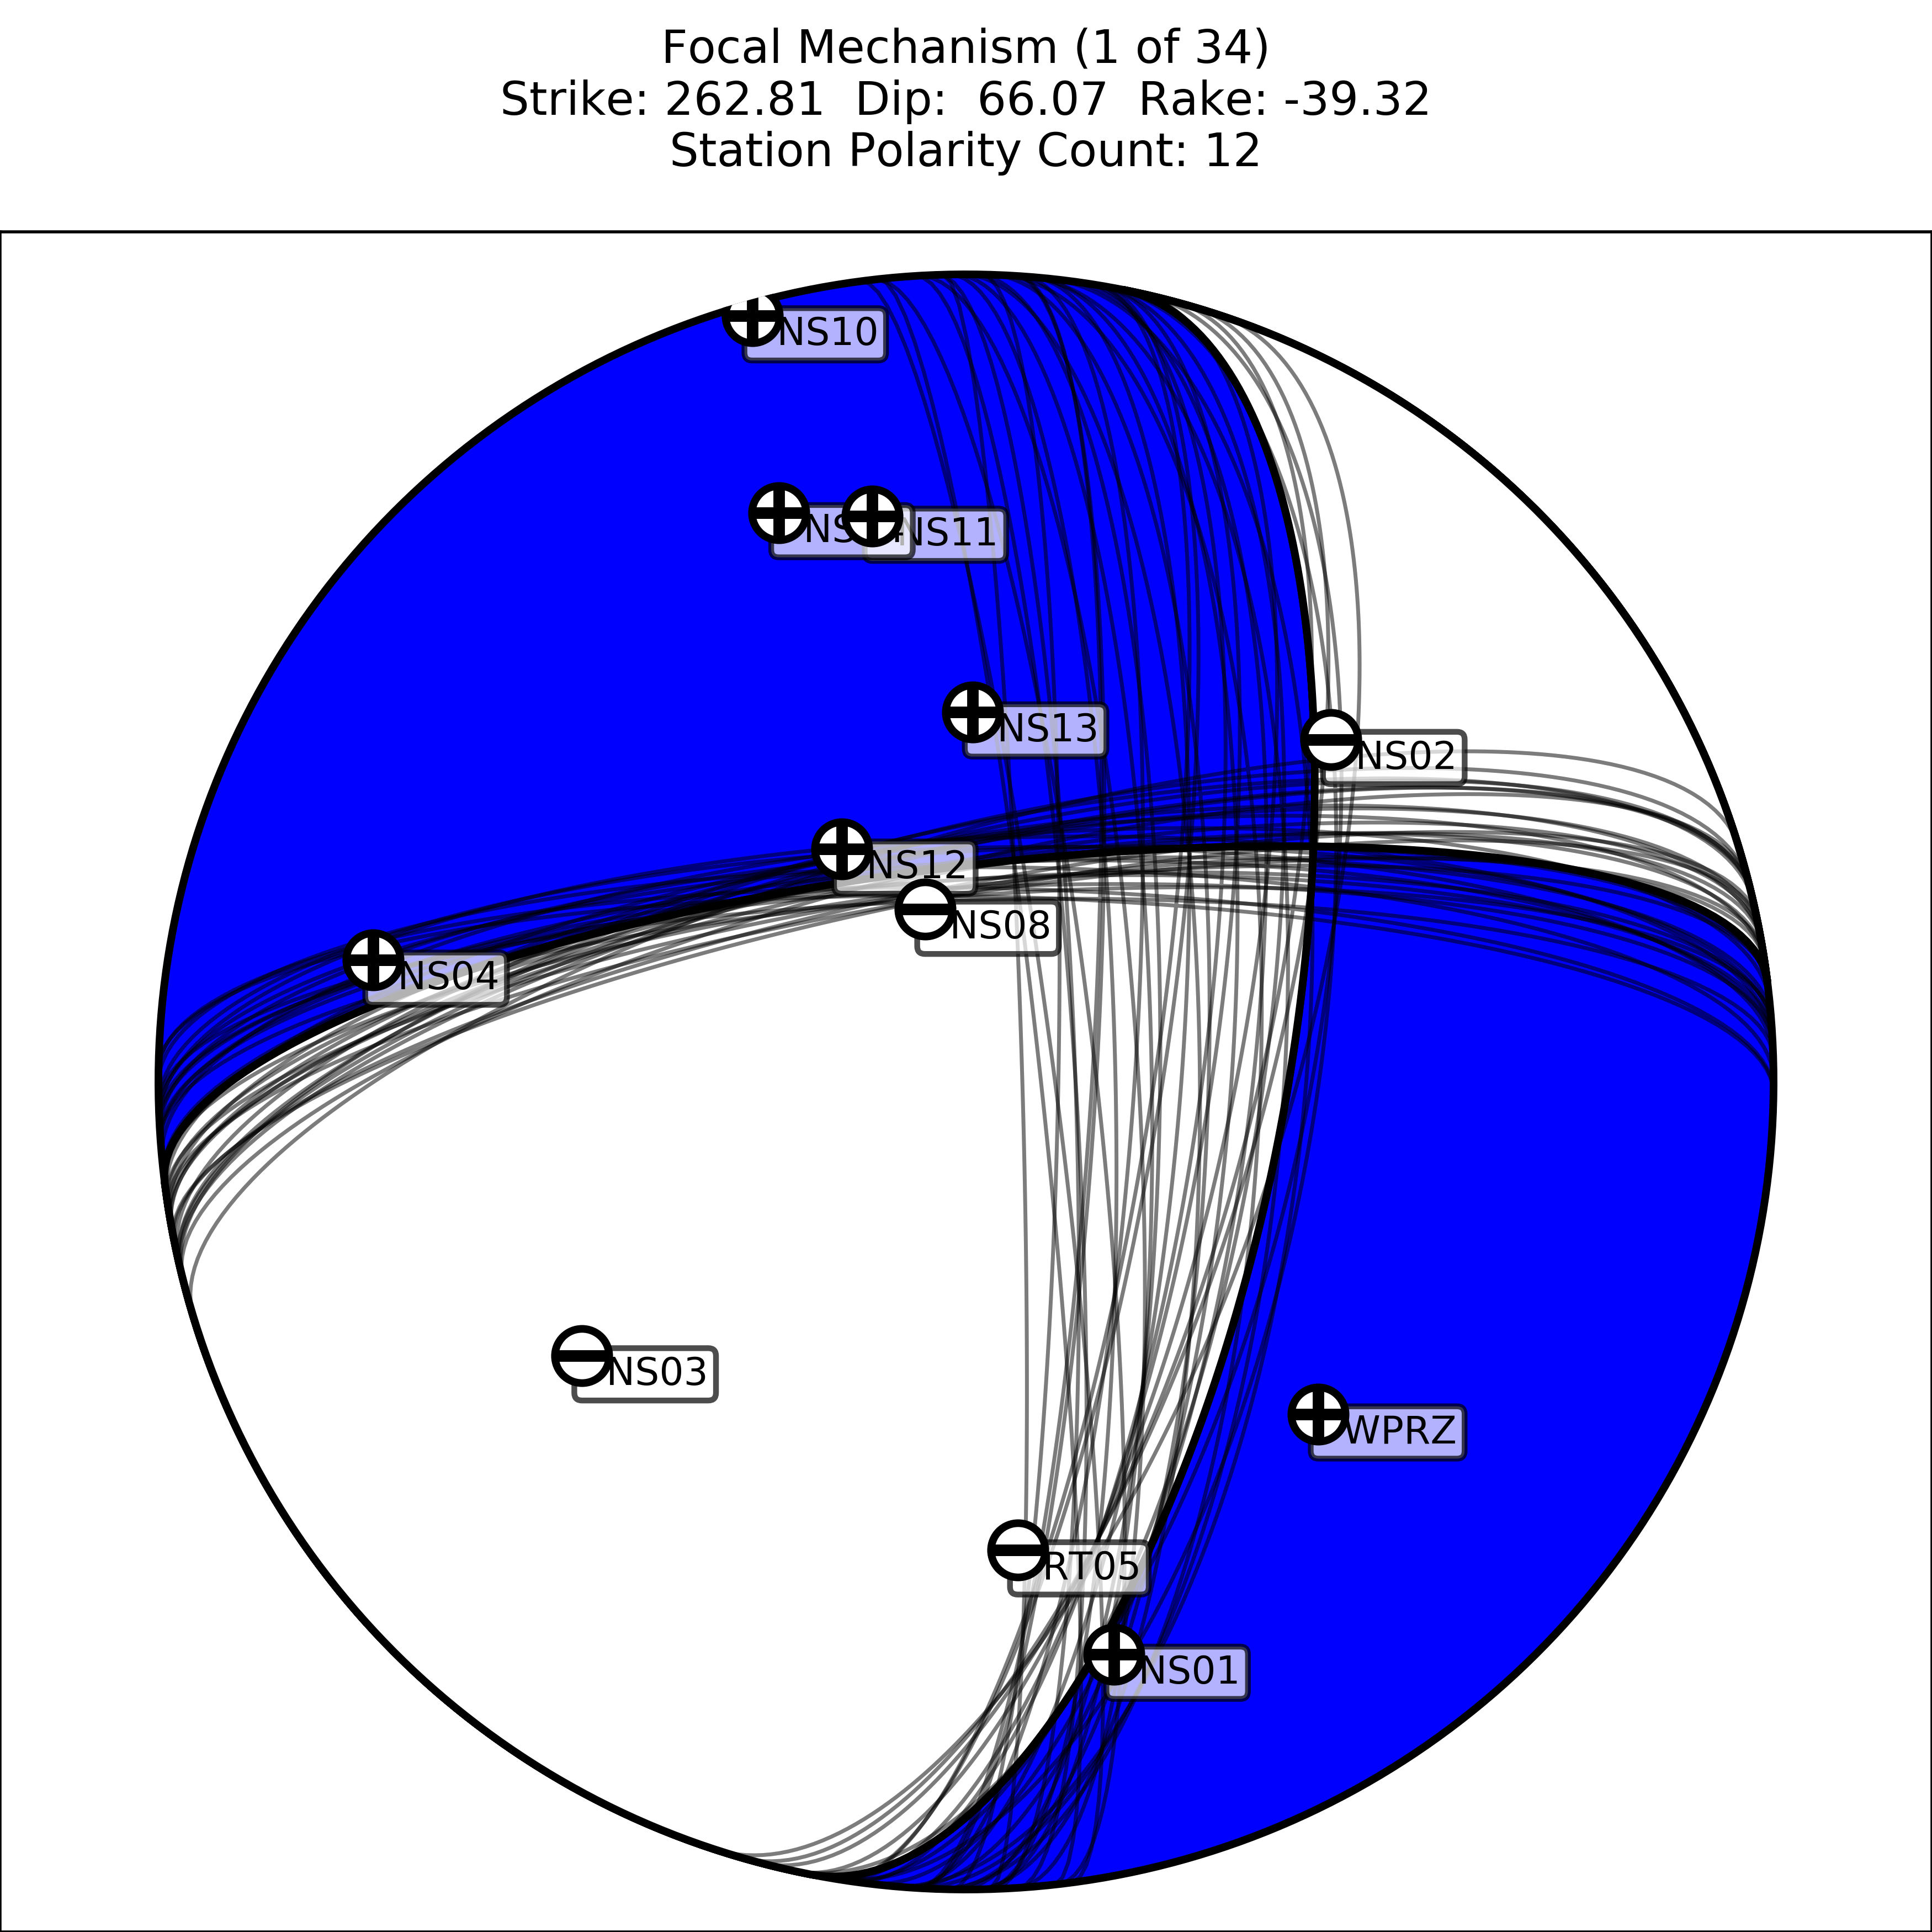 Focal Mechanism (1 of 34)
Strike: 262.81 Dip: 66.07 Rake: -39.32
Station Polarity Count: 12
NS10
NS11
NS13
NS02
NS12
NS08
NS04
NS03
WPRZ
RT05
NS01